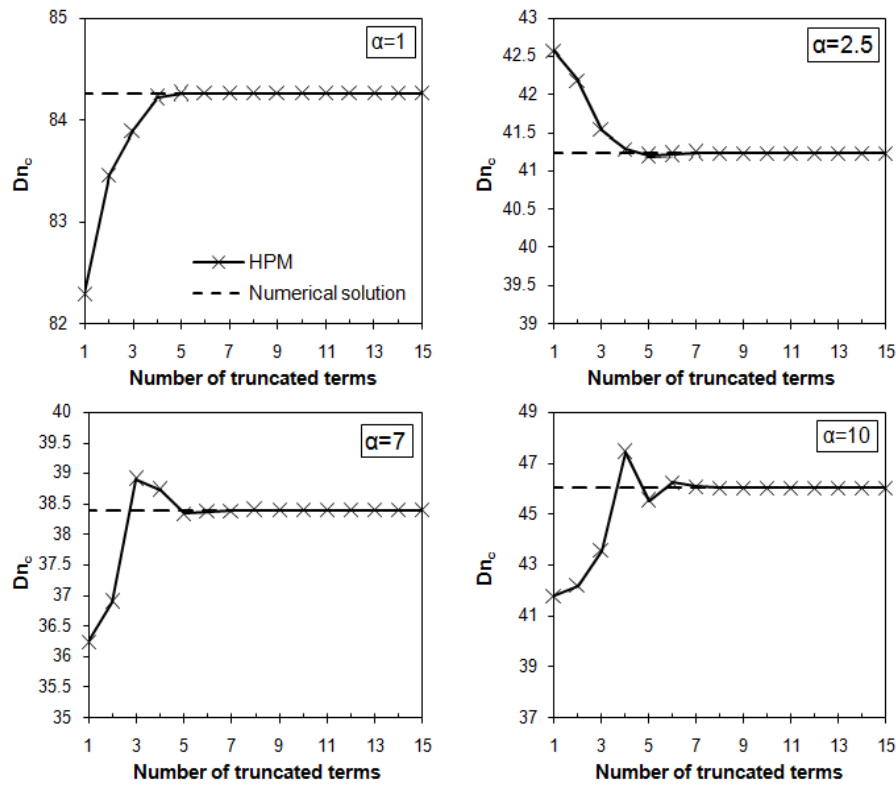 α=1
85
84
83
82
Dnc
HPM
Numerical solution
1 3 5 7 9 11 13 15
Number of truncated terms
α=2.5
43
42.5
42
41.5
41
40.5
40
39.5
39
Dnc
1 3 5 7 9 11 13 15
Number of truncated terms
α=7
40
39.5
39
38.5
38
37.5
37
36.5
36
35.5
35
Dnc
1 3 5 7 9 11 13 15
Number of truncated terms
α=10
49
47
45
43
41
39
37
Dnc
1 3 5 7 9 11 13 15
Number of truncated terms